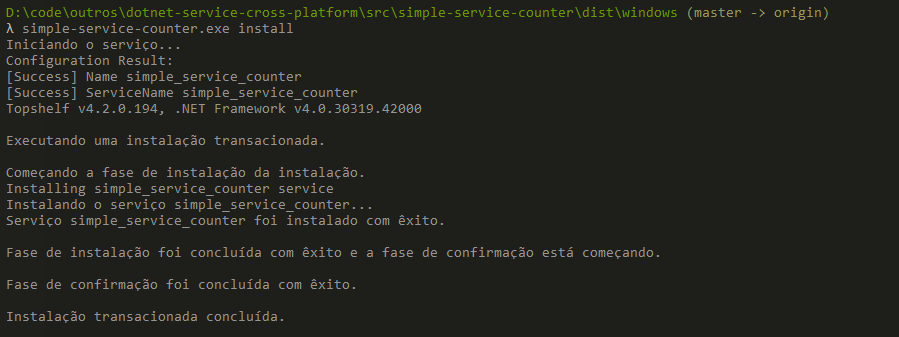 D:\code\outros\dotnet-service-cross-platform\src\simple-service-counter\dist\windows (master -> origin)
λ simple-service-counter.exe install
Iniciando o serviço...
Configuration Result:
[Success] Name simple_service_counter
[Success] ServiceName simple_service_counter
Topshelf v4.2.0.194, .NET Framework v4.0.30319.42000
Executando uma instalação transacionada.
Começando a fase de instalação da instalação.
Installing simple_service_counter service
Instalando o serviço simple_service_counter...
Serviço simple_service_counter foi instalado com êxito.
Fase de instalação foi concluída com êxito e a fase de confirmação está começando.
Fase de confirmação foi concluída com êxito.
Instalação transacionada concluída.